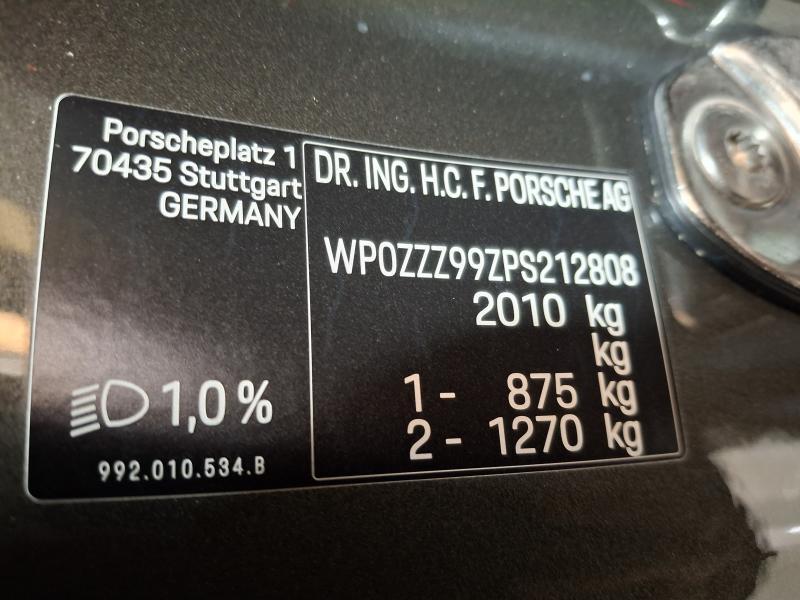 Porscheplatz 1
70435 Stuttgart
GERMANY
1,0 %
992.010.534.B
DR. ING. H.C. F. PORSCHE AG
WP0ZZZ99ZPS212808
2010 kg
kg
1 - 875 kg
2 - 1270 kg